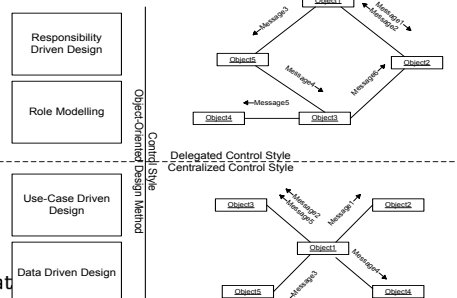 Object1
Message3
Message1
Message2
Responsibility
Driven Design
Object5
Object2
Message4
Message6
Role Modelling
Message5
Object4
Object3
Object-Oriented Design Method
Control Style
Delegated Control Style
Centralized Control Style
Use-Case Driven
Design
Object3
Message2
Message5
Message1
Object2
Object1
Data Driven Design
Message3
Message4
Object5
Object4
at